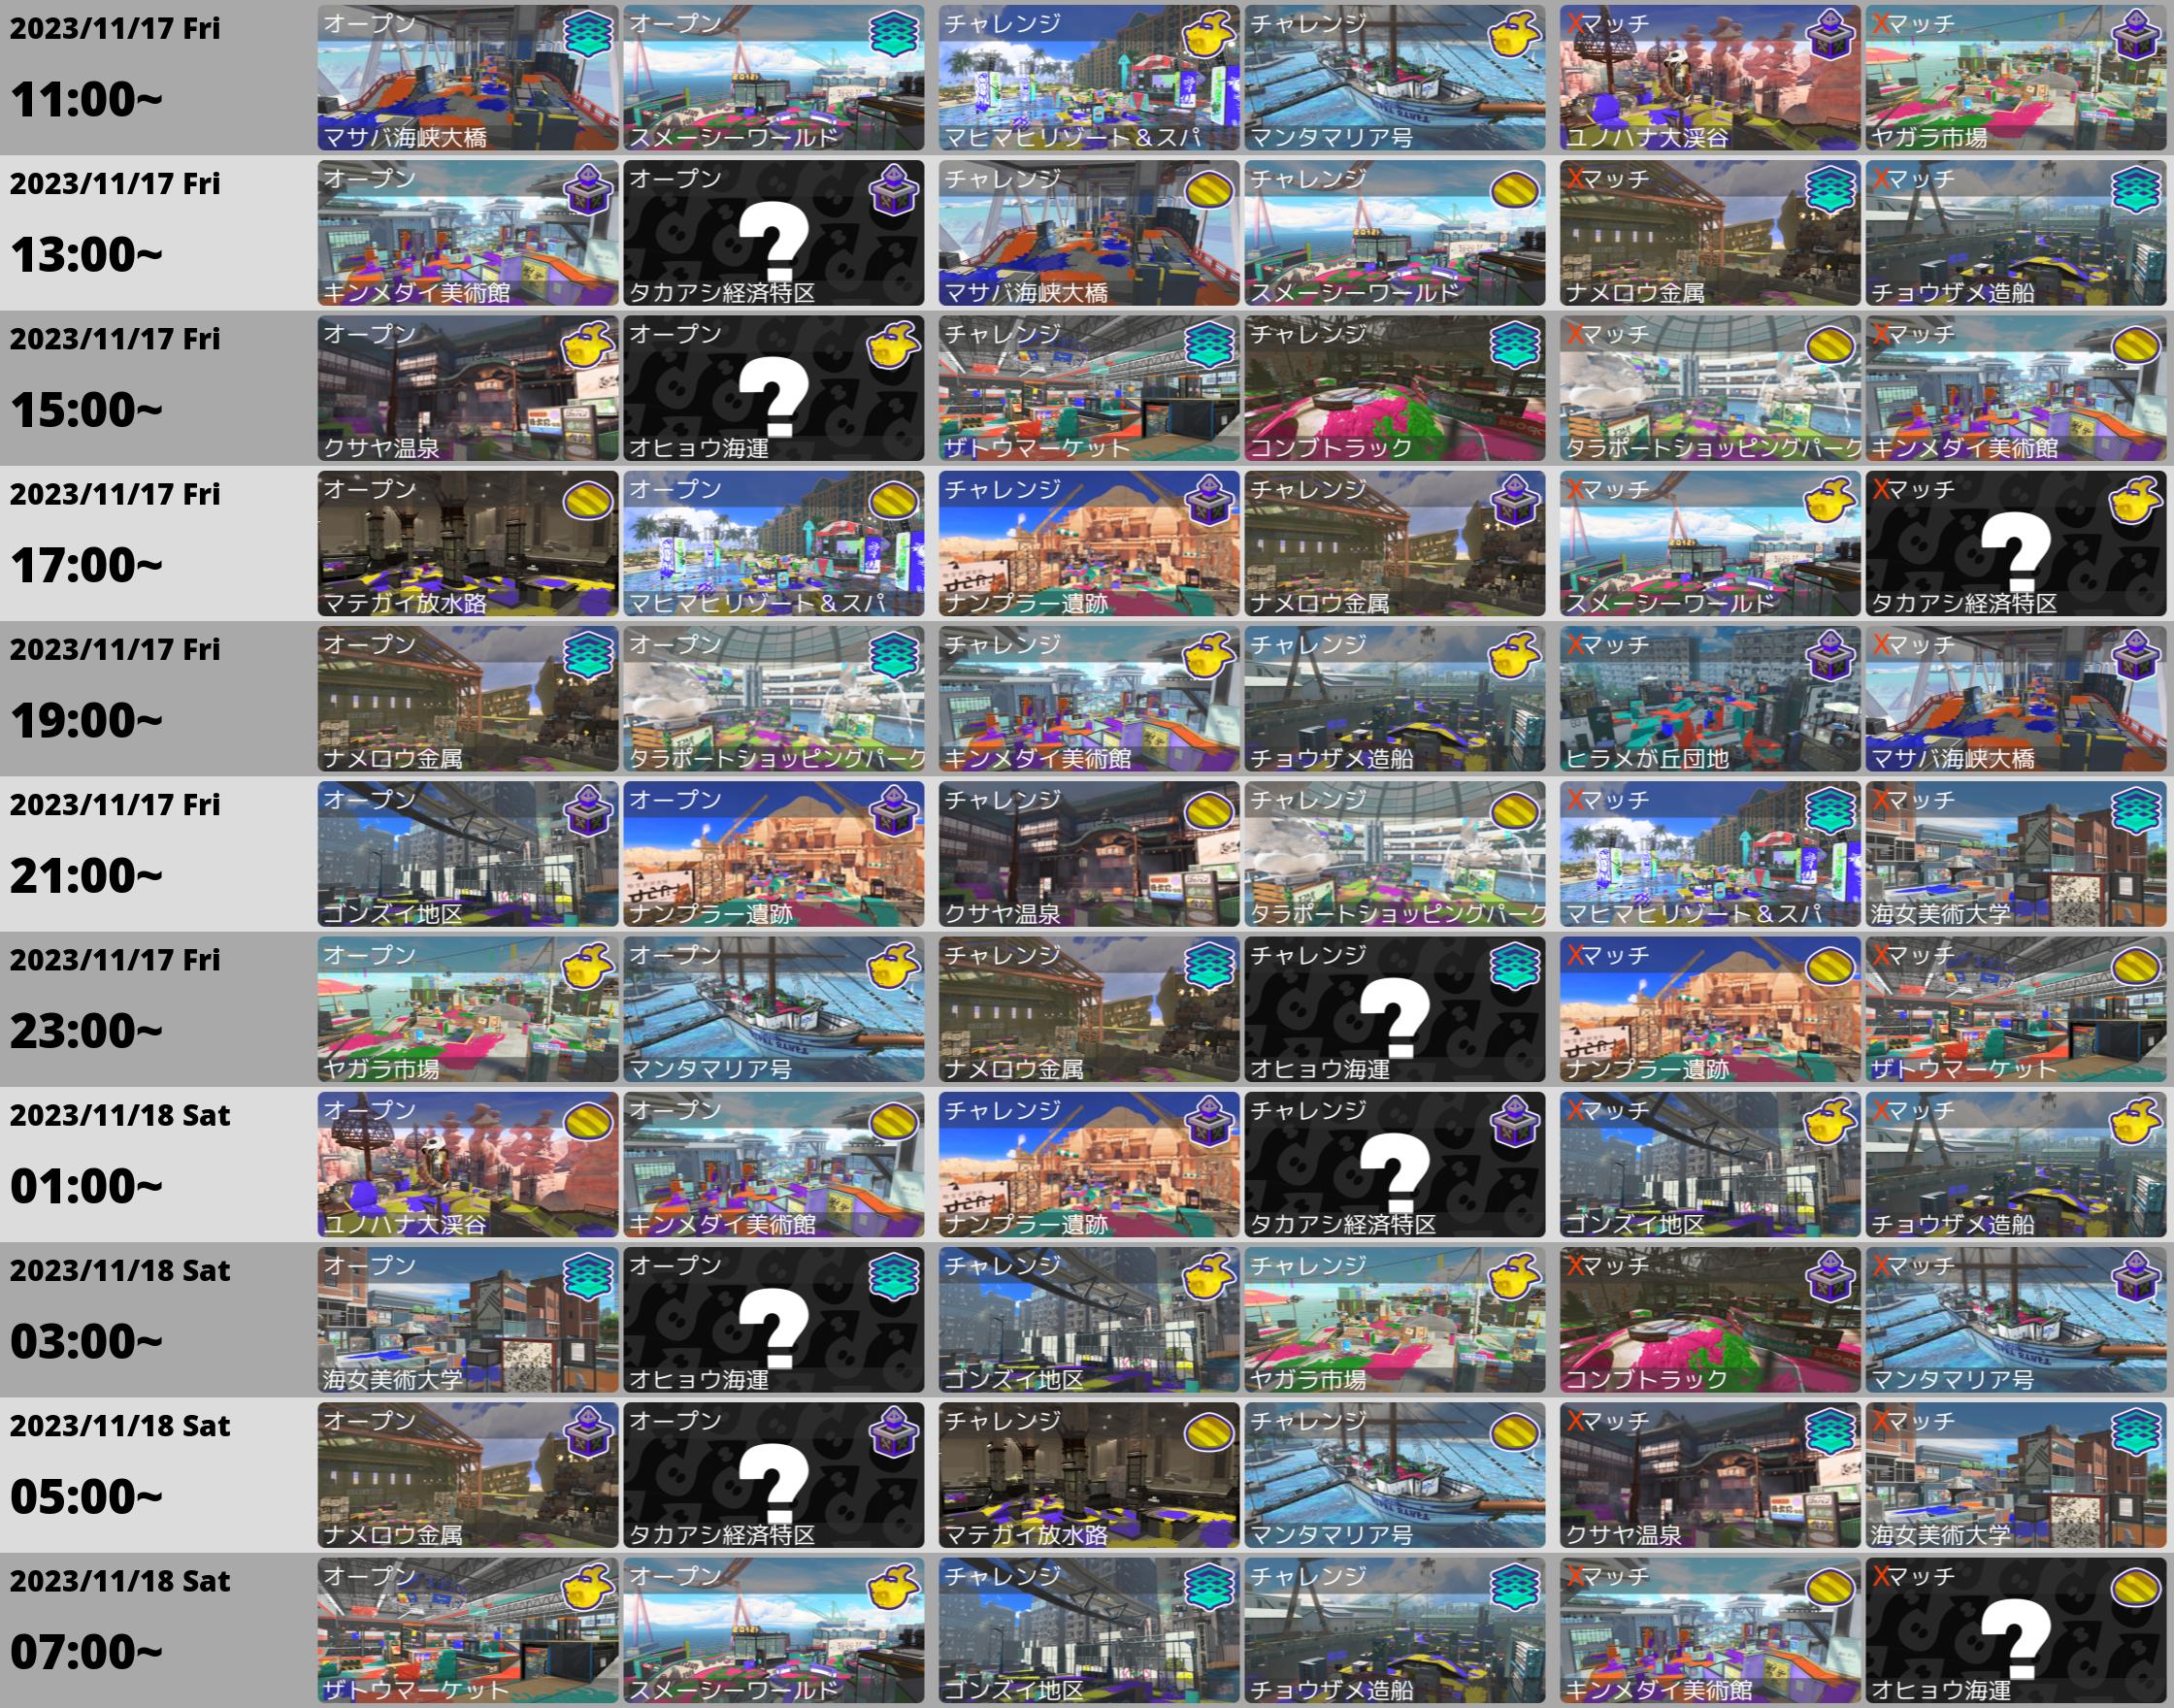 2023/11/17 Fri
11:00~
オープン
マサバ海峡大橋
オープン
スメーシーワールド
チャレンジ
マヒマヒリゾート&スパ
チャレンジ
マンタマリア号
Xマッチ
ユノハナ大渓谷
Xマッチ
ヤガラ市場
2023/11/17 Fri
13:00~
オープン
キンメダイ美術館
オープン
タカアシ経済特区
チャレンジ
マサバ海峡大橋
チャレンジ
スメーシーワールド
Xマッチ
ナメロウ金属
Xマッチ
チョウザメ造船
2023/11/17 Fri
15:00~
オープン
クサヤ温泉
オープン
オヒョウ海運
チャレンジ
ザトウマーケット
チャレンジ
コンブトラック
Xマッチ
タラポートショッピングパーク
Xマッチ
キンメダイ美術館
2023/11/17 Fri
17:00~
オープン
マテガイ放水路
オープン
マヒマヒリゾート&スパ
チャレンジ
ナンプラー遺跡
チャレンジ
ナメロウ金属
Xマッチ
スメーシーワールド
Xマッチ
タカアシ経済特区
2023/11/17 Fri
19:00~
オープン
ナメロウ金属
オープン
タラポートショッピングパーク
チャレンジ
キンメダイ美術館
チャレンジ
チョウザメ造船
Xマッチ
ヒラメが丘団地
Xマッチ
マサバ海峡大橋
2023/11/17 Fri
21:00~
オープン
ゴンズイ地区
オープン
ナンプラー遺跡
チャレンジ
クサヤ温泉
チャレンジ
タラポートショッピングパーク
Xマッチ
マヒマヒリゾート&スパ
Xマッチ
海女美術大学
2023/11/17 Fri
23:00~
オープン
ヤガラ市場
オープン
マンタマリア号
チャレンジ
ナメロウ金属
チャレンジ
オヒョウ海運
Xマッチ
ナンプラー遺跡
Xマッチ
ザトウマーケット
2023/11/18 Sat
01:00~
オープン
ユノハナ大渓谷
オープン
キンメダイ美術館
チャレンジ
ナンプラー遺跡
チャレンジ
タカアシ経済特区
Xマッチ
ゴンズイ地区
Xマッチ
チョウザメ造船
2023/11/18 Sat
03:00~
オープン
海女美術大学
オープン
オヒョウ海運
チャレンジ
ゴンズイ地区
チャレンジ
ヤガラ市場
Xマッチ
コンブトラック
Xマッチ
マンタマリア号
2023/11/18 Sat
05:00~
オープン
ナメロウ金属
オープン
タカアシ経済特区
チャレンジ
マテガイ放水路
チャレンジ
マンタマリア号
Xマッチ
クサヤ温泉
Xマッチ
海女美術大学
2023/11/18 Sat
07:00~
オープン
ザトウマーケット
オープン
スメーシーワールド
チャレンジ
ゴンズイ地区
チャレンジ
チョウザメ造船
Xマッチ
キンメダイ美術館
Xマッチ
オヒョウ海運